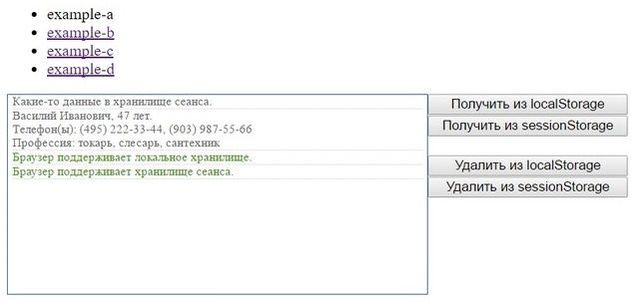 example-a
example-b
example-c
example-d
Какие-то данные в хранилище сеанса.
Василий Иванович, 47 лет.
Телефон(ы): (495) 222-33-44, (903) 987-55-66
Профессия: токарь, слесарь, сантехник
Браузер поддерживает локальное хранилище.
Браузер поддерживает хранилище сеанса.
Получить из localStorage
Получить из sessionStorage
Удалить из localStorage
Удалить из sessionStorage